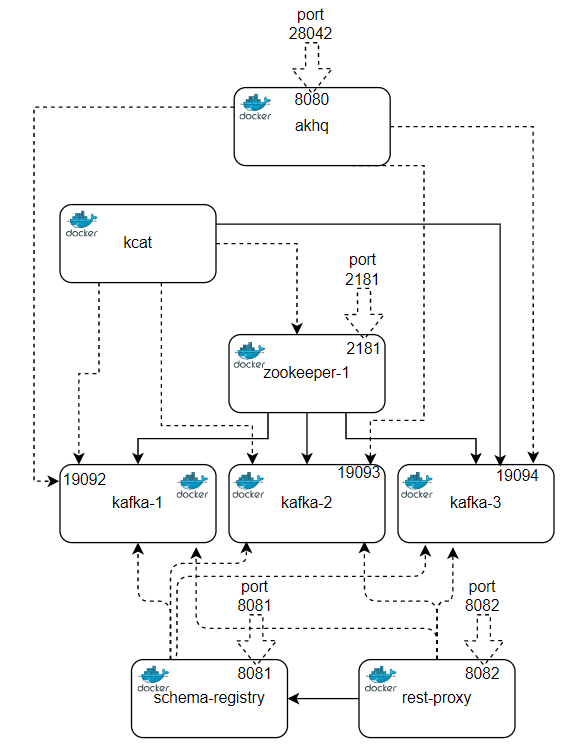 port
28042
8080
docker
akhq
docker
kcat
port
2181
2181
docker
zookeeper-1
19092
docker
kafka-1
19093
docker
kafka-2
19094
docker
kafka-3
port
8081
port
8082
8081
docker
schema-registry
8082
docker
rest-proxy